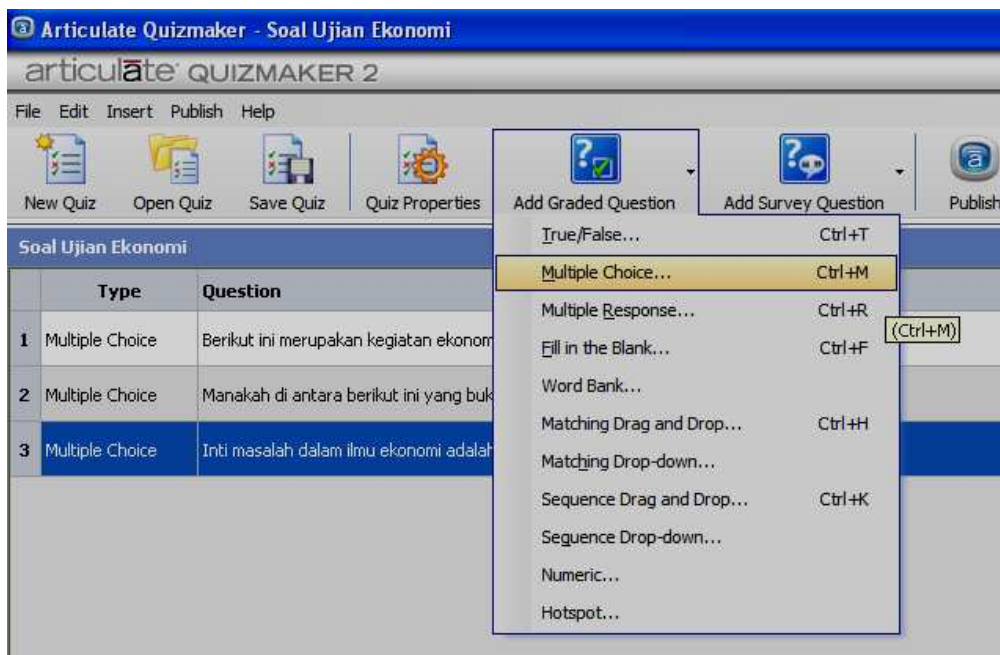 Articulate Quizmaker - Soal Ujian Ekonomi
articulāte QUIZMAKER 2
File Edit Insert Publish Help
New Quiz Open Quiz Save Quiz Quiz Properties Add Graded Question Add Survey Question Publish
Soal Ujian Ekonomi
Type Question
1 Multiple Choice Berikut ini merupakan kegiatan ekonom
2 Multiple Choice Manakah di antara berikut ini yang buk
3 Multiple Choice Inti masalah dalam ilmu ekonomi adalah
True/False... Ctrl+T
Multiple Choice... Ctrl+M
Multiple Response... Ctrl+R
(Ctrl+M)
Fill in the Blank... Ctrl+F
Word Bank...
Matching Drag and Drop... Ctrl+H
Matching Drop-down...
Sequence Drag and Drop... Ctrl+K
Sequence Drop-down...
Numeric...
Hotspot...